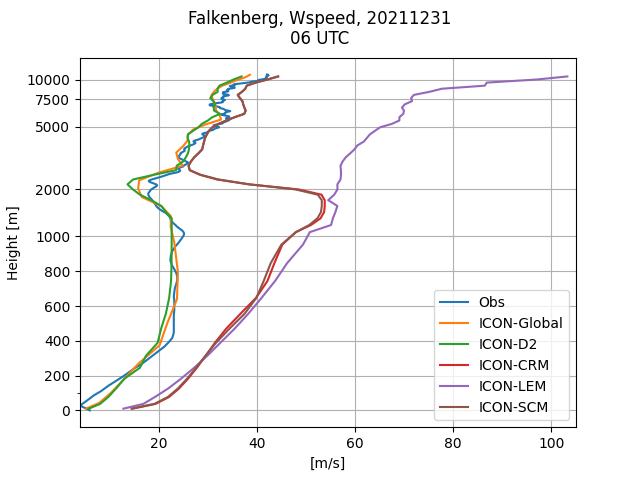 Falkenberg, Wspeed, 20211231
06 UTC
Height [m]
10000
7500
5000
2000
1000
800
600
400
200
0
20
40
60
80
100
[m/s]
Obs
ICON-Global
ICON-D2
ICON-CRM
ICON-LEM
ICON-SCM